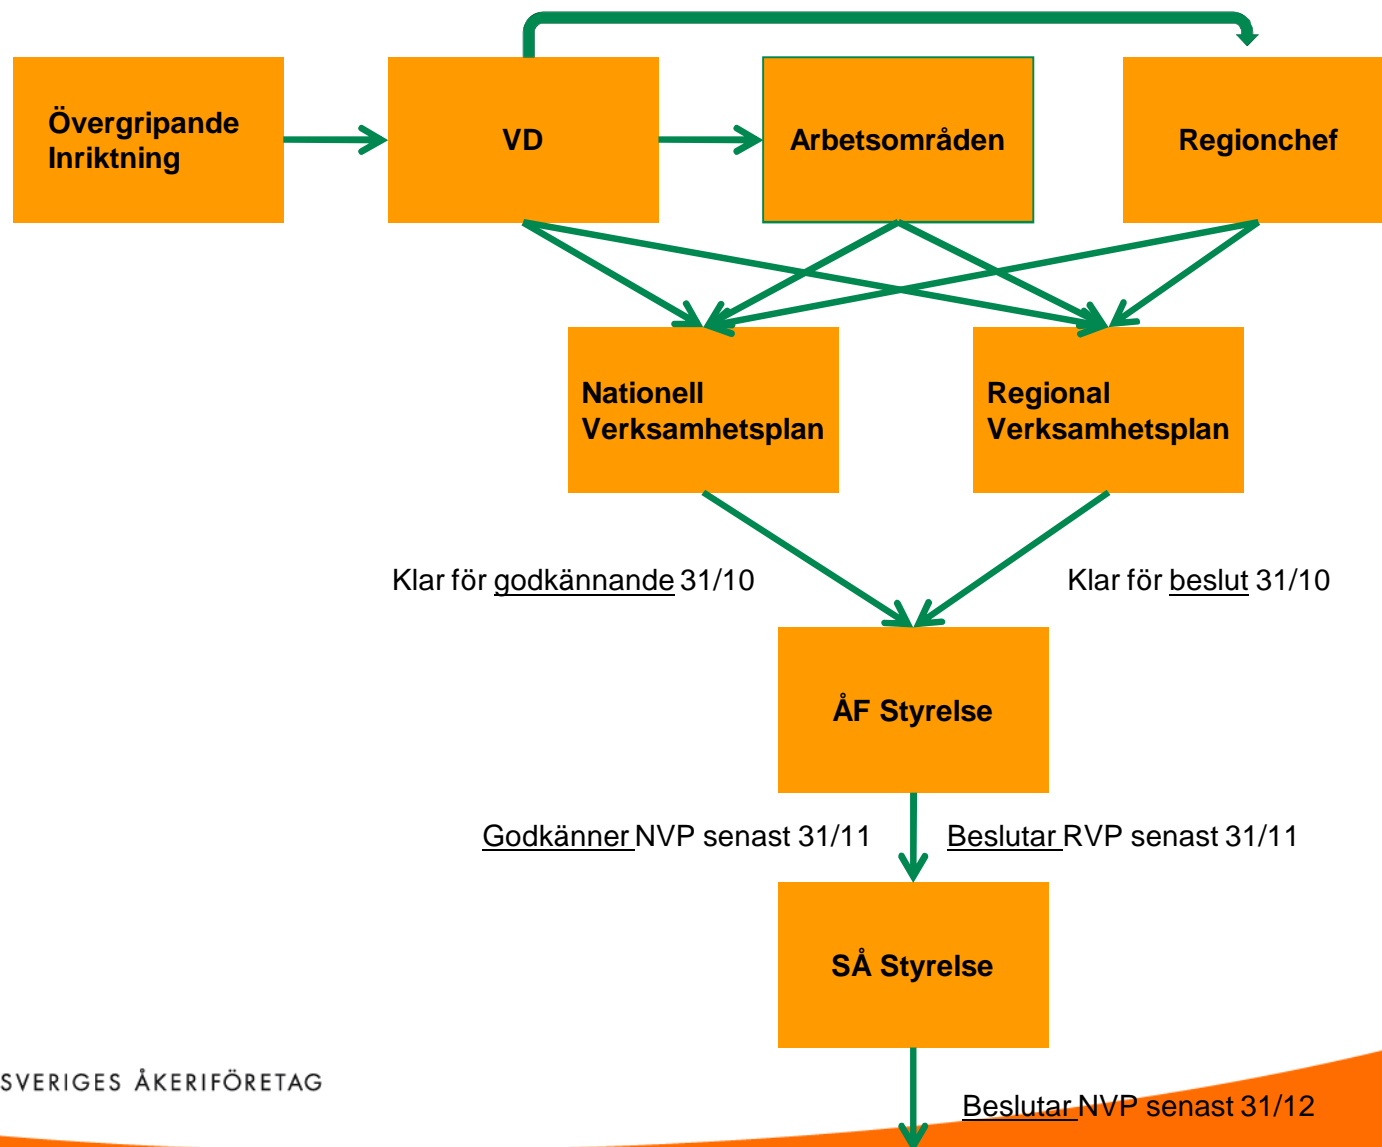 Övergripande
Inriktning
VD
Arbetsområden
Regionchef
Nationell
Verksamhetsplan
Regional
Verksamhetsplan
Klar för godkännande 31/10
Klar för beslut 31/10
ÅF Styrelse
Godkänner NVP senast 31/11
Beslutar RVP senast 31/11
SÅ Styrelse
SVERIGES ÅKERIFÖRETAG
Beslutar NVP senast 31/12